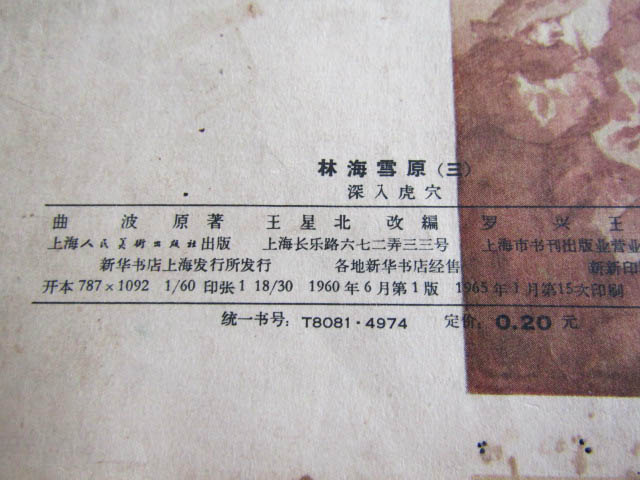 林海雪原（三）
深入虎穴
曲 波 原著 王星北 改编 罗 兴 王
上海人民美术出版社出版 上海长乐路六七二弄三三号 上海市书刊出版业营业
新华书店上海发行所发行 各地新华书店经售 新新印
开本 787×1092 1/60 印张 1 18/30 1960年6月第1版 1965年1月第15次印刷
统一书号：T8081·4974 定价：0.20 元